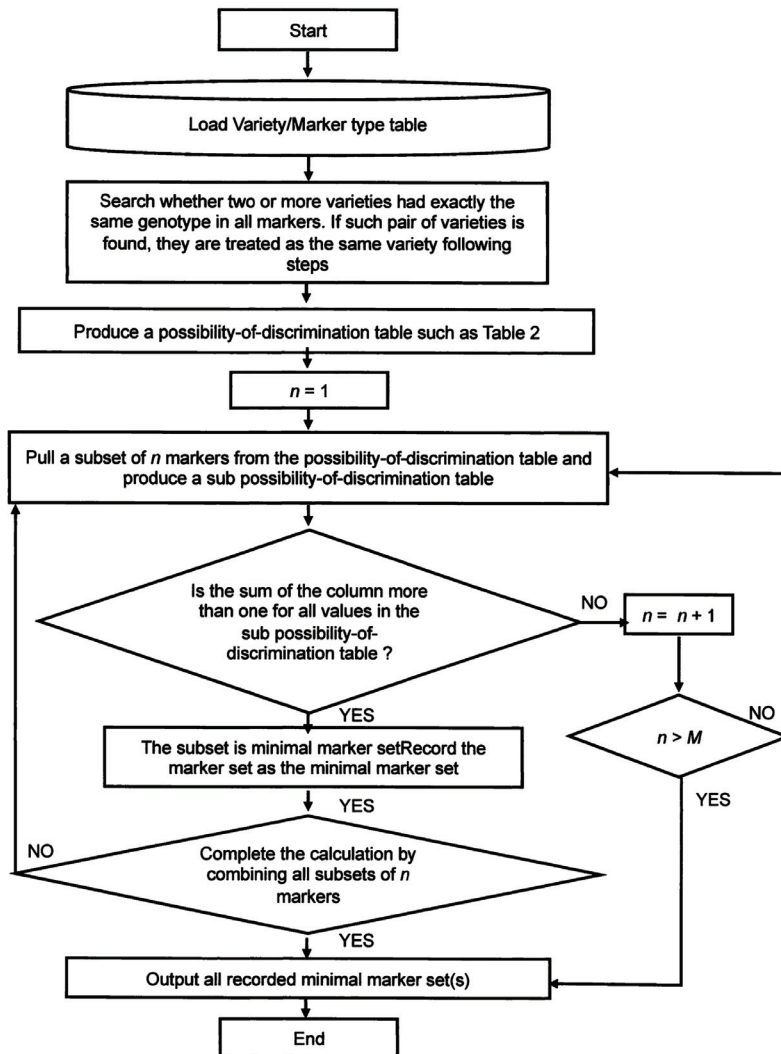 Start
Load Variety/Marker type table
Search whether two or more varieties had exactly the
same genotype in all markers. If such pair of varieties is
found, they are treated as the same variety following
steps
Produce a possibility-of-discrimination table such as Table 2
n = 1
Pull a subset of n markers from the possibility-of-discrimination table and
produce a sub possibility-of-discrimination table
Is the sum of the column more
than one for all values in the
sub possibility-of-
discrimination table ?
NO
n = n + 1
YES
n > M
NO
YES
The subset is minimal marker setRecord the
marker set as the minimal marker set
YES
NO
Complete the calculation by
combining all subsets of n
markers
YES
Output all recorded minimal marker set(s)
End